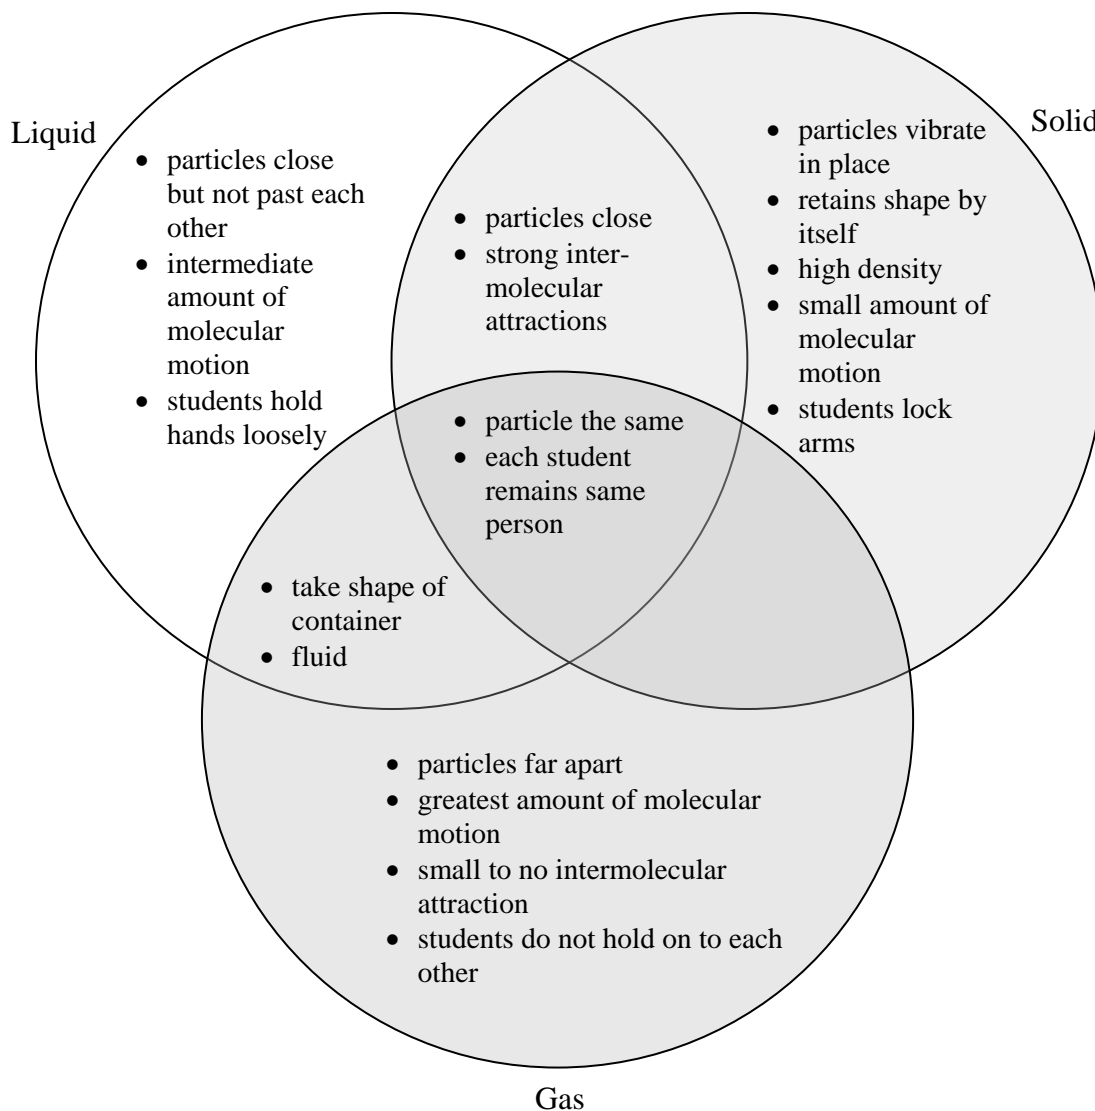 Liquid
Solid
• particles close
but not past each
other
• intermediate
amount of
molecular
motion
• students hold
hands loosely
• particles close
• strong inter-
molecular
attractions
• particles vibrate
in place
• retains shape by
itself
• high density
• small amount of
molecular
motion
• students lock
arms
• particle the same
• each student
remains same
person
• take shape of
container
• fluid
• particles far apart
• greatest amount of molecular
motion
• small to no intermolecular
attraction
• students do not hold on to each
other
Gas